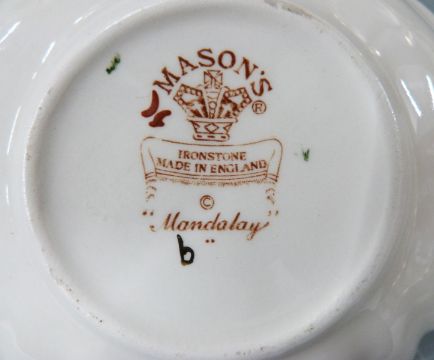 MASON'S ®
IRONSTONE
MADE IN ENGLAND
©
"Mandalay"
b